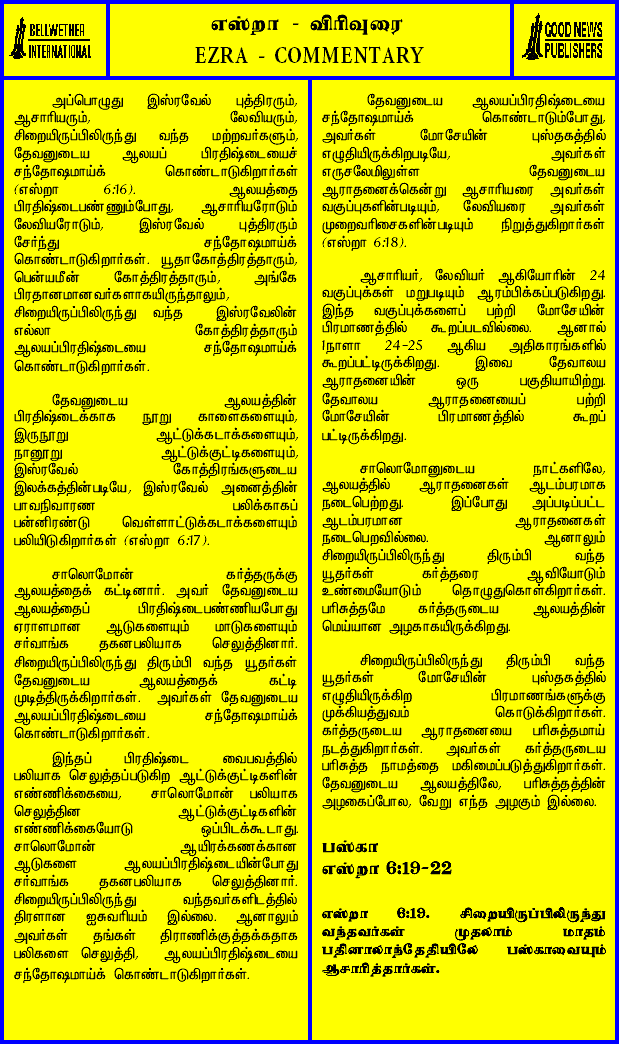 BELLWETHER
INTERNATIONAL
எஸ்றா - விரிவுரை
EZRA - COMMENTARY
GOOD NEWS
PUBLISHERS
அப்பொழுது இஸ்ரவேல் புத்திரரும்,
ஆசாரியரும், லேவியரும்,
சிறையிருப்பிலிருந்து வந்த மற்றவர்களும்,
தேவனுடைய ஆலயப் பிரதிஷ்டையைச்
சந்தோஷமாய்க் கொண்டாடுகிறார்கள்
(எஸ்றா 6:16). ஆலயத்தை
பிரதிஷ்டைபண்ணும்போது, ஆசாரியரோடும்
லேவியரோடும், இஸ்ரவேல் புத்திரரும்
சேர்ந்து சந்தோஷமாய்க்
கொண்டாடுகிறார்கள். யூதாகோத்திரத்தாரும்,
பென்யமீன் கோத்திரத்தாரும், அங்கே
பிரதானமானவர்களாகயிருந்தாலும்,
சிறையிருப்பிலிருந்து வந்த இஸ்ரவேலின்
எல்லா கோத்திரத்தாரும்
ஆலயப்பிரதிஷ்டையை சந்தோஷமாய்க்
கொண்டாடுகிறார்கள்.
தேவனுடைய ஆலயத்தின்
பிரதிஷ்டைக்காக நூறு காளைகளையும்,
இருநூறு ஆட்டுக்கடாக்களையும்,
நானூறு ஆட்டுக்குட்டிகளையும்,
இஸ்ரவேல் கோத்திரங்களுடைய
இலக்கத்தின்படியே, இஸ்ரவேல் அனைத்தின்
பாவநிவாரண பலிக்காகப்
பன்னிரண்டு வெள்ளாட்டுக்கடாக்களையும்
பலியிடுகிறார்கள் (எஸ்றா 6:17).
சாலொமோன் கர்த்தருக்கு
ஆலயத்தைக் கட்டினார். அவர் தேவனுடைய
ஆலயத்தைப் பிரதிஷ்டைபண்ணியபோது
ஏராளமான ஆடுகளையும் மாடுகளையும்
சர்வாங்க தகனபலியாக செலுத்தினார்.
சிறையிருப்பிலிருந்து திரும்பி வந்த யூதர்கள்
தேவனுடைய ஆலயத்தைக் கட்டி
முடித்திருக்கிறார்கள். அவர்கள் தேவனுடைய
ஆலயப்பிரதிஷ்டையை சந்தோஷமாய்க்
கொண்டாடுகிறார்கள்.
இந்தப் பிரதிஷ்டை வைபவத்தில்
பலியாக செலுத்தப்படுகிற ஆட்டுக்குட்டிகளின்
எண்ணிக்கையை, சாலொமோன் பலியாக
செலுத்தின ஆட்டுக்குட்டிகளின்
எண்ணிக்கையோடு ஒப்பிடக்கூடாது.
சாலொமோன் ஆயிரக்கணக்கான
ஆடுகளை ஆலயப்பிரதிஷ்டையின்போது
சர்வாங்க தகனபலியாக செலுத்தினார்.
சிறையிருப்பிலிருந்து வந்தவர்களிடத்தில்
திரளான ஐசுவரியம் இல்லை. ஆனாலும்
அவர்கள் தங்கள் திராணிக்குத்தக்கதாக
பலிகளை செலுத்தி, ஆலயப்பிரதிஷ்டையை
சந்தோஷமாய்க் கொண்டாடுகிறார்கள்.
தேவனுடைய ஆலயப்பிரதிஷ்டையை
சந்தோஷமாய்க் கொண்டாடும்போது,
அவர்கள் மோசேயின் புஸ்தகத்தில்
எழுதியிருக்கிறபடியே, அவர்கள்
எருசலேமிலுள்ள தேவனுடைய
ஆராதனைக்கென்று ஆசாரியரை அவர்கள்
வகுப்புகளின்படியும், லேவியரை அவர்கள்
முறைவரிசைகளின்படியும் நிறுத்துகிறார்கள்
(எஸ்றா 6:18).
ஆசாரியர், லேவியர் ஆகியோரின் 24
வகுப்புக்கள் மறுபடியும் ஆரம்பிக்கப்படுகிறது.
இந்த வகுப்புக்களைப் பற்றி மோசேயின்
பிரமாணத்தில் கூறப்படவில்லை. ஆனால்
1நாளா 24-25 ஆகிய அதிகாரங்களில்
கூறப்பட்டிருக்கிறது. இவை தேவாலய
ஆராதனையின் ஒரு பகுதியாயிற்று.
தேவாலய ஆராதனையைப் பற்றி
மோசேயின் பிரமாணத்தில் கூறப்
பட்டிருக்கிறது.
சாலொமோனுடைய நாட்களிலே,
ஆலயத்தில் ஆராதனைகள் ஆடம்பரமாக
நடைபெற்றது. இப்போது அப்படிப்பட்ட
ஆடம்பரமான ஆராதனைகள்
நடைபெறவில்லை. ஆனாலும்
சிறையிருப்பிலிருந்து திரும்பி வந்த
யூதர்கள் கர்த்தரை ஆவியோடும்
உண்மையோடும் தொழுதுகொள்கிறார்கள்.
பரிசுத்தமே கர்த்தருடைய ஆலயத்தின்
மெய்யான அழகாகயிருக்கிறது.
சிறையிருப்பிலிருந்து திரும்பி வந்த
யூதர்கள் மோசேயின் புஸ்தகத்தில்
எழுதியிருக்கிற பிரமாணங்களுக்கு
முக்கியத்துவம் கொடுக்கிறார்கள்.
கர்த்தருடைய ஆராதனையை பரிசுத்தமாய்
நடத்துகிறார்கள். அவர்கள் கர்த்தருடைய
பரிசுத்த நாமத்தை மகிமைப்படுத்துகிறார்கள்.
தேவனுடைய ஆலயத்திலே, பரிசுத்தத்தின்
அழகைப்போல, வேறு எந்த அழகும் இல்லை.
பஸ்கா
எஸ்றா 6:19-22
எஸ்றா 6:19. சிறையிருப்பிலிருந்து
வந்தவர்கள் முதலாம் மாதம்
பதினாலாந்தேதியிலே பஸ்காவையும்
ஆசாரித்தார்கள்.